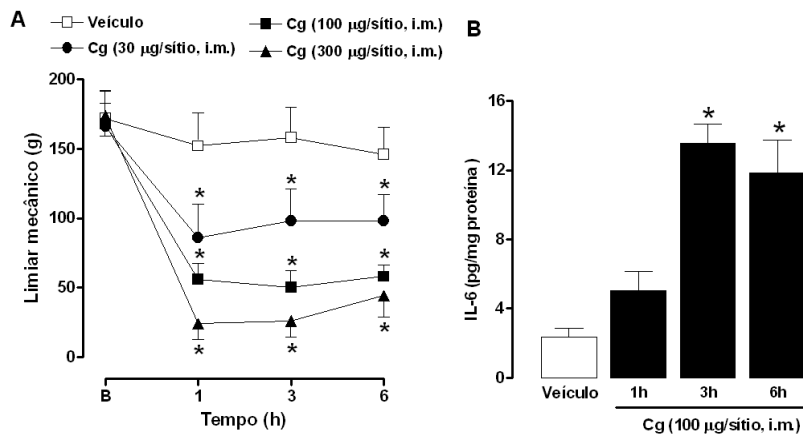 A
Veículo
Cg (30 µg/sítio, i.m.)
Cg (100 µg/sítio, i.m.)
Cg (300 µg/sítio, i.m.)
Limiar mecânico (g)
200
150
100
50
0
*
*
*
*
*
*
*
*
*
B
1
3
6
Tempo (h)
B
IL-6 (pg/mg proteína)
16
12
8
4
0
*
*
Veículo
1h
3h
6h
Cg (100 µg/sítio, i.m.)